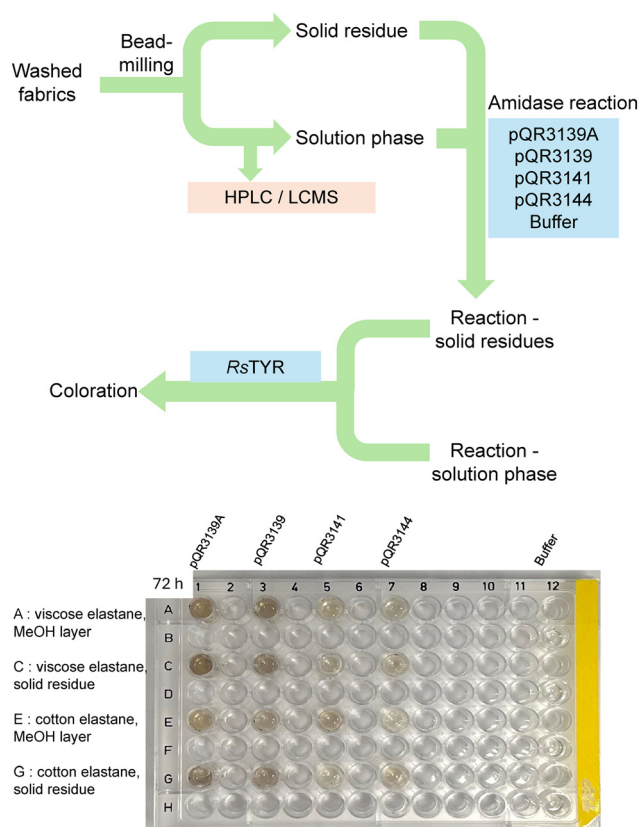 Washed
fabrics
Bead-
milling
Solid residue
Solution phase
HPLC / LCMS
Amidase reaction
pQR3139A
pQR3139
pQR3141
pQR3144
Buffer
Reaction -
solid residues
RsTYR
Coloration
Reaction -
solution phase
pQR3139A
pQR3139
pQR3141
pQR3144
Buffer
72 h
1 2 3 4 5 6 7 8 9 10 11 12
A : viscose elastane,
MeOH layer
C : viscose elastane,
solid residue
E : cotton elastane,
MeOH layer
G : cotton elastane,
solid residue
A
B
C
D
E
F
G
H